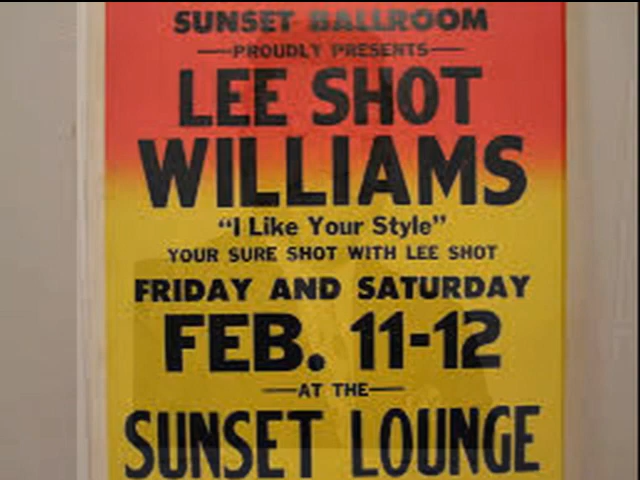 SUNSET BALLROOM
PROUDLY PRESENTS
LEE SHOT
WILLIAMS
"I Like Your Style"
YOUR SURE SHOT WITH LEE SHOT
FRIDAY AND SATURDAY
FEB. 11-12
AT THE
SUNSET LOUNGE